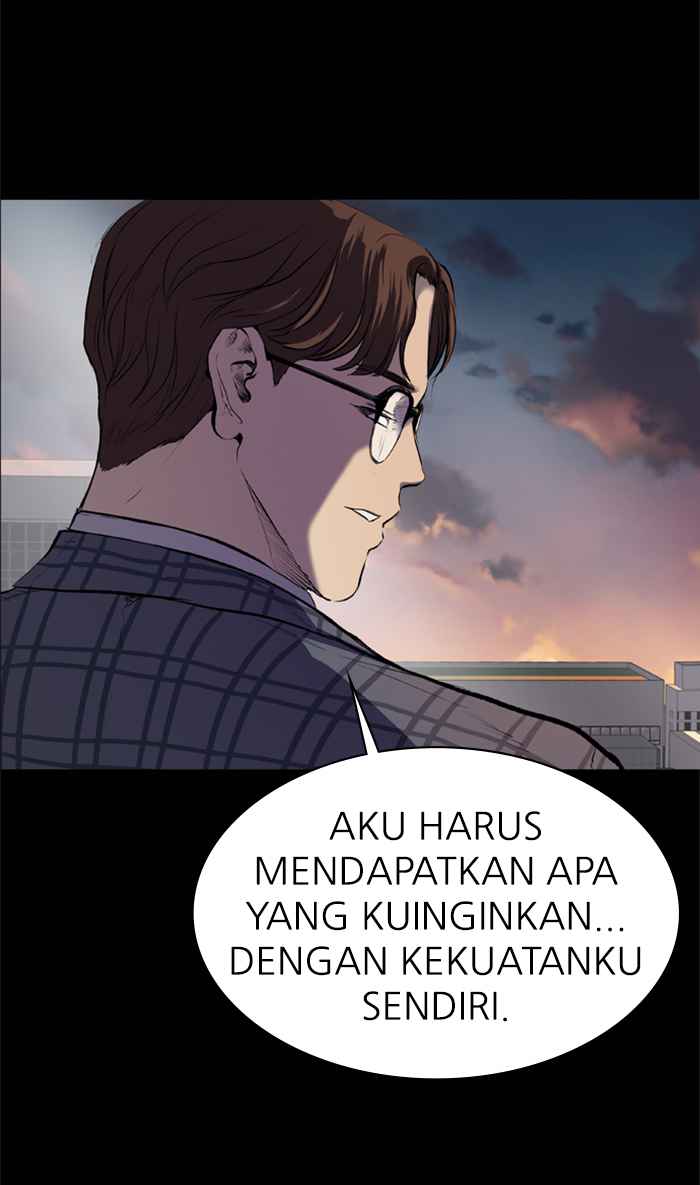 AKU HARUS
MENDAPATKAN APA
YANG KUINGINKAN...
DENGAN KEKUATANKU
SENDIRI.